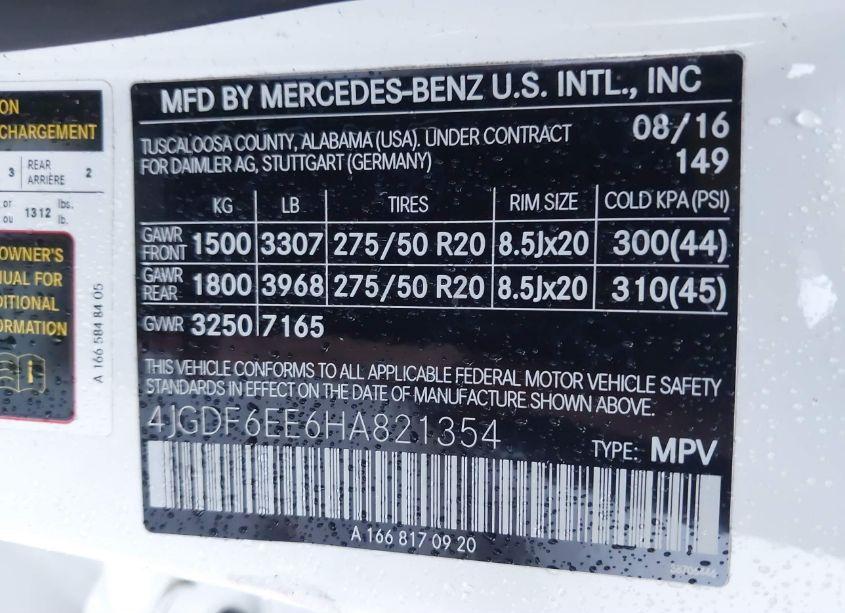 ON
CHARGEMENT
3 REAR ARRIÈRE 2
or ou 1312 lbs. lb.
OWNER'S
UAL FOR
DITIONAL
FORMATION
A 166 584 84 05
MFD BY MERCEDES-BENZ U.S. INTL., INC
TUSCALOOSA COUNTY, ALABAMA (USA). UNDER CONTRACT 08/16
FOR DAIMLER AG, STUTTGART (GERMANY) 149
KG LB TIRES RIM SIZE COLD KPA (PSI)
GAWR FRONT 1500 3307 275/50 R20 8.5Jx20 300(44)
GAWR REAR 1800 3968 275/50 R20 8.5Jx20 310(45)
GVWR 3250 7165
THIS VEHICLE CONFORMS TO ALL APPLICABLE FEDERAL MOTOR VEHICLE SAFETY
STANDARDS IN EFFECT ON THE DATE OF MANUFACTURE SHOWN ABOVE.
4JGDF6EE6HA821354
TYPE: MPV
A 166 817 09 20